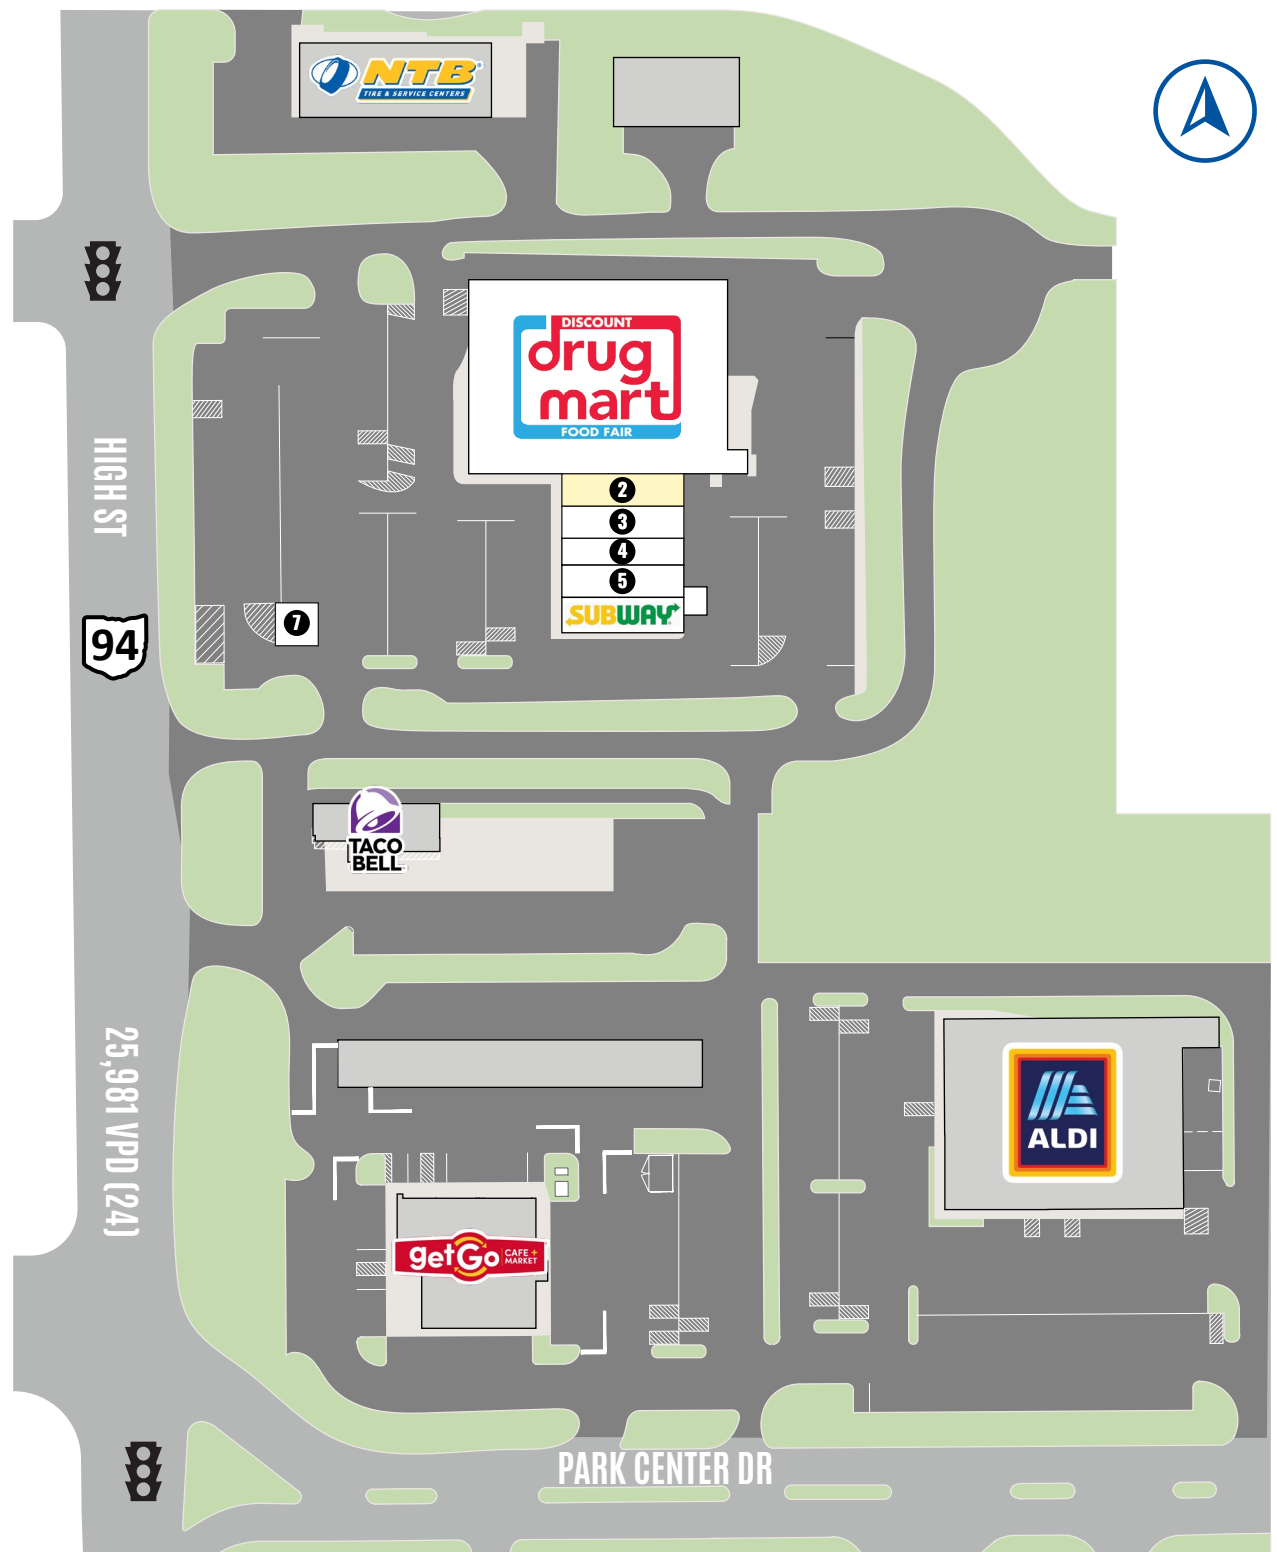 NTB
TIRE & SERVICE CENTERS
DISCOUNT
drug
mart
FOOD FAIR
2
3
4
5
SUBWAY
7
HIGH ST
94
TACO
BELL
25,981 VPD (24)
ALDI
getGo CAFE +
MARKET
PARK CENTER DR